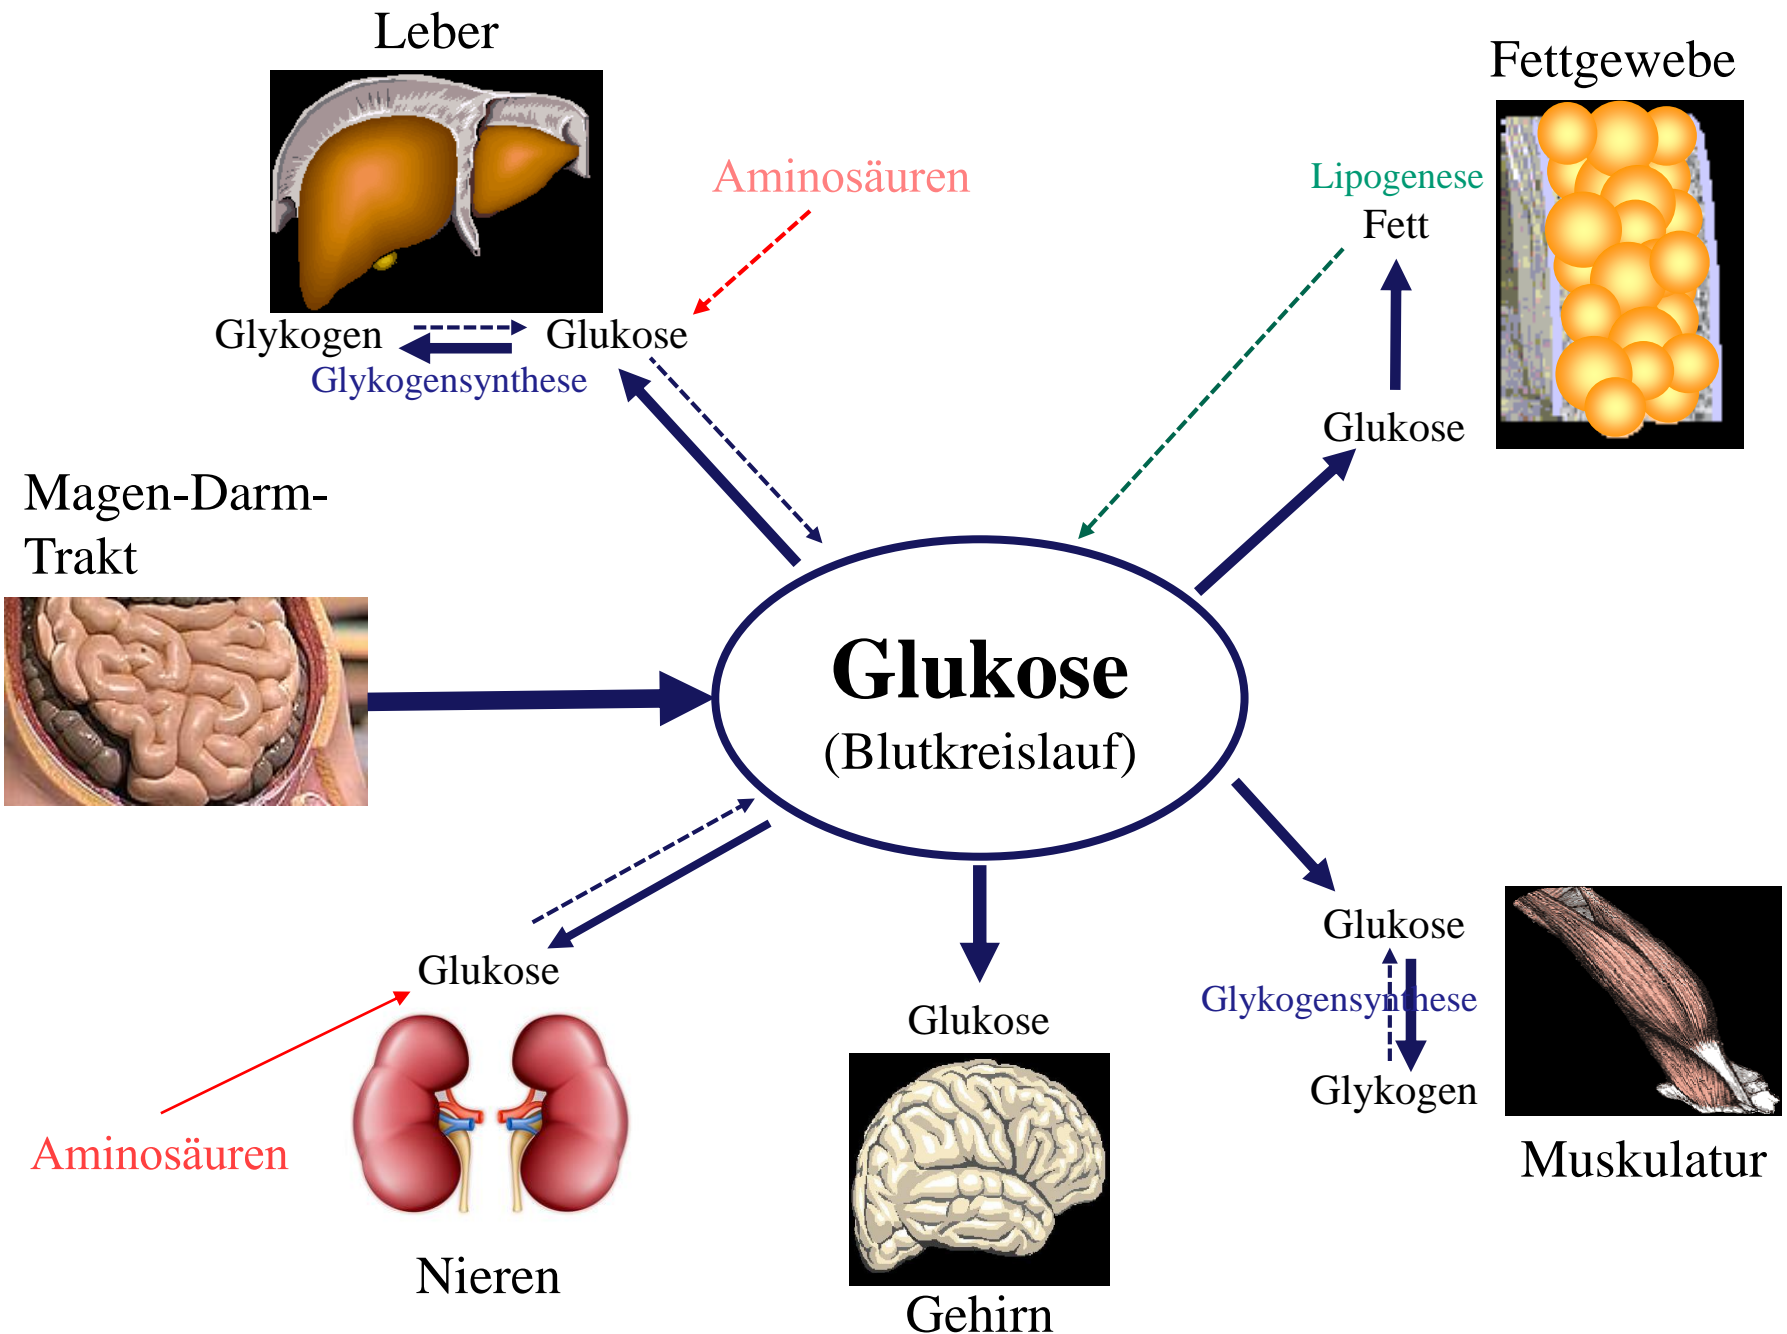 Leber
Fettgewebe
Aminosäuren
Lipogenese
Fett
Glykogen
Glukose
Glykogensynthese
Glukose
Magen-Darm-
Trakt
Glukose
(Blutkreislauf)
Glukose
Aminosäuren
Nieren
Glukose
Gehirn
Glukose
Glykogensynthese
Glykogen
Muskulatur